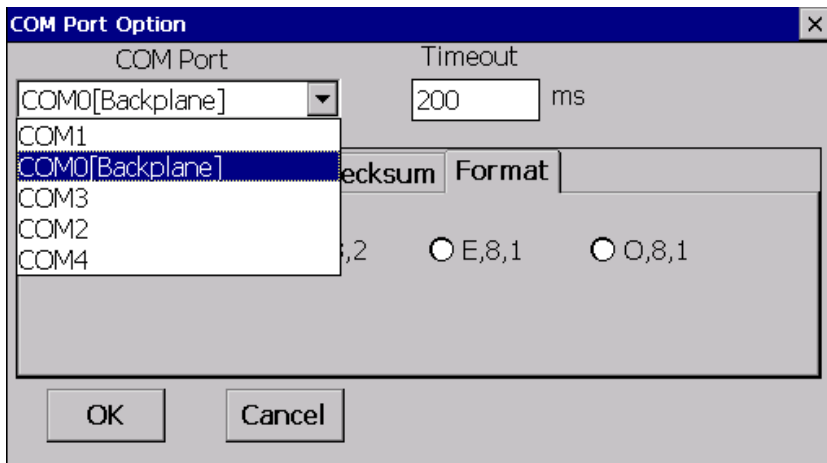 COM Port Option
COM Port Timeout
COM0[Backplane] 200 ms
COM1
COM0[Backplane]
COM3
COM2
COM4
ecksum Format
,2 E,8,1 O,8,1
OK Cancel